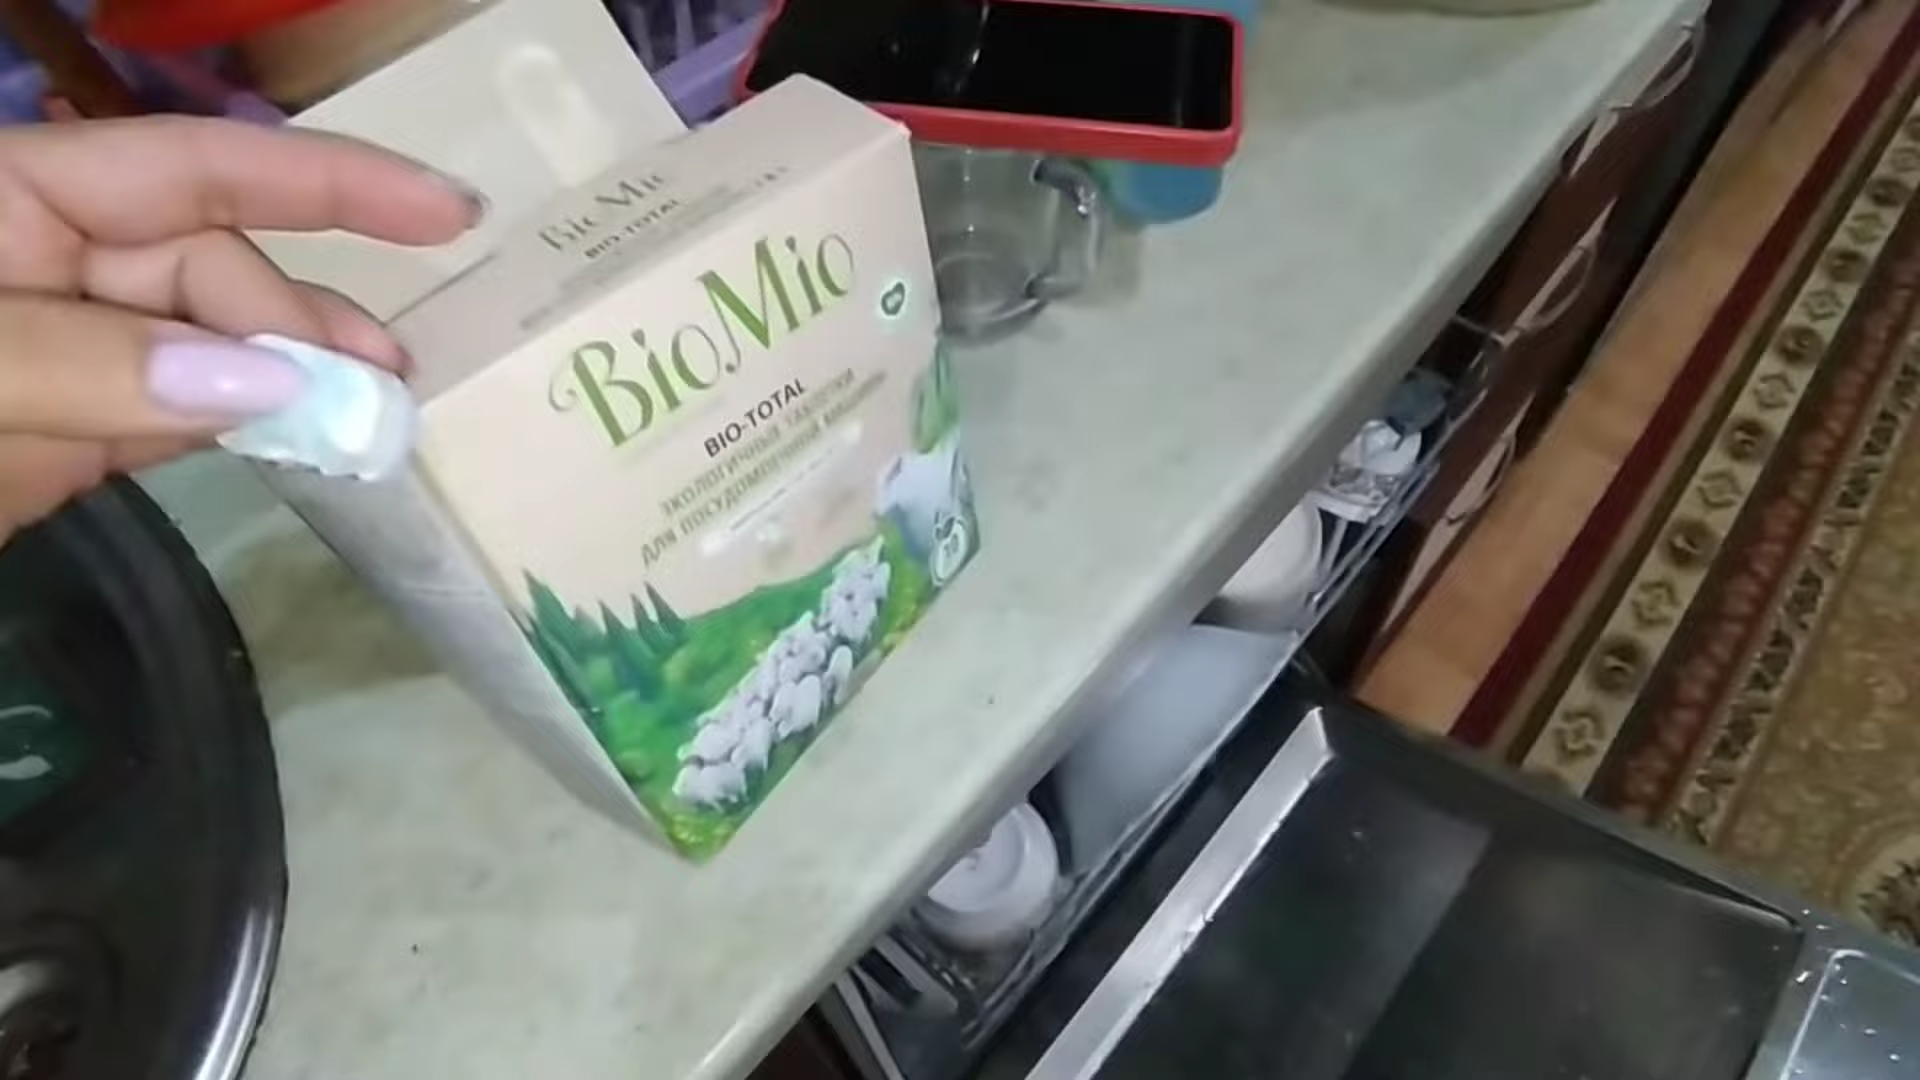 BioMio
BIO-TOTAL
BioMio
BIO-TOTAL
ЭКОЛОГИЧНЫЕ ТАБЛЕТКИ
ДЛЯ ПОСУДОМОЕЧНОЙ МАШИНЫ